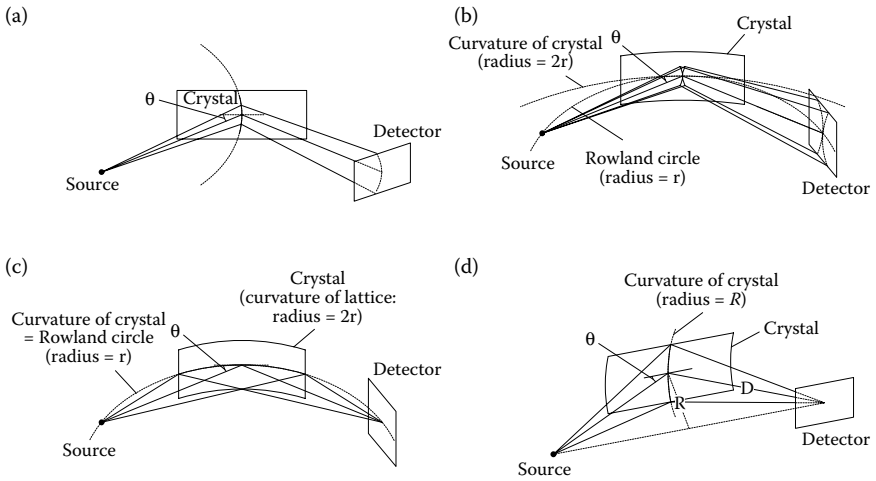 (a)
θ
Crystal
Detector
Source
(b)
Crystal
θ
Curvature of crystal
(radius = 2r)
Source
Rowland circle
(radius = r)
Detector
(c)
Crystal
(curvature of lattice:
radius = 2r)
Curvature of crystal
= Rowland circle
(radius = r)
θ
Detector
Source
(d)
Curvature of crystal
(radius = R)
Crystal
θ
D
R
Detector
Source